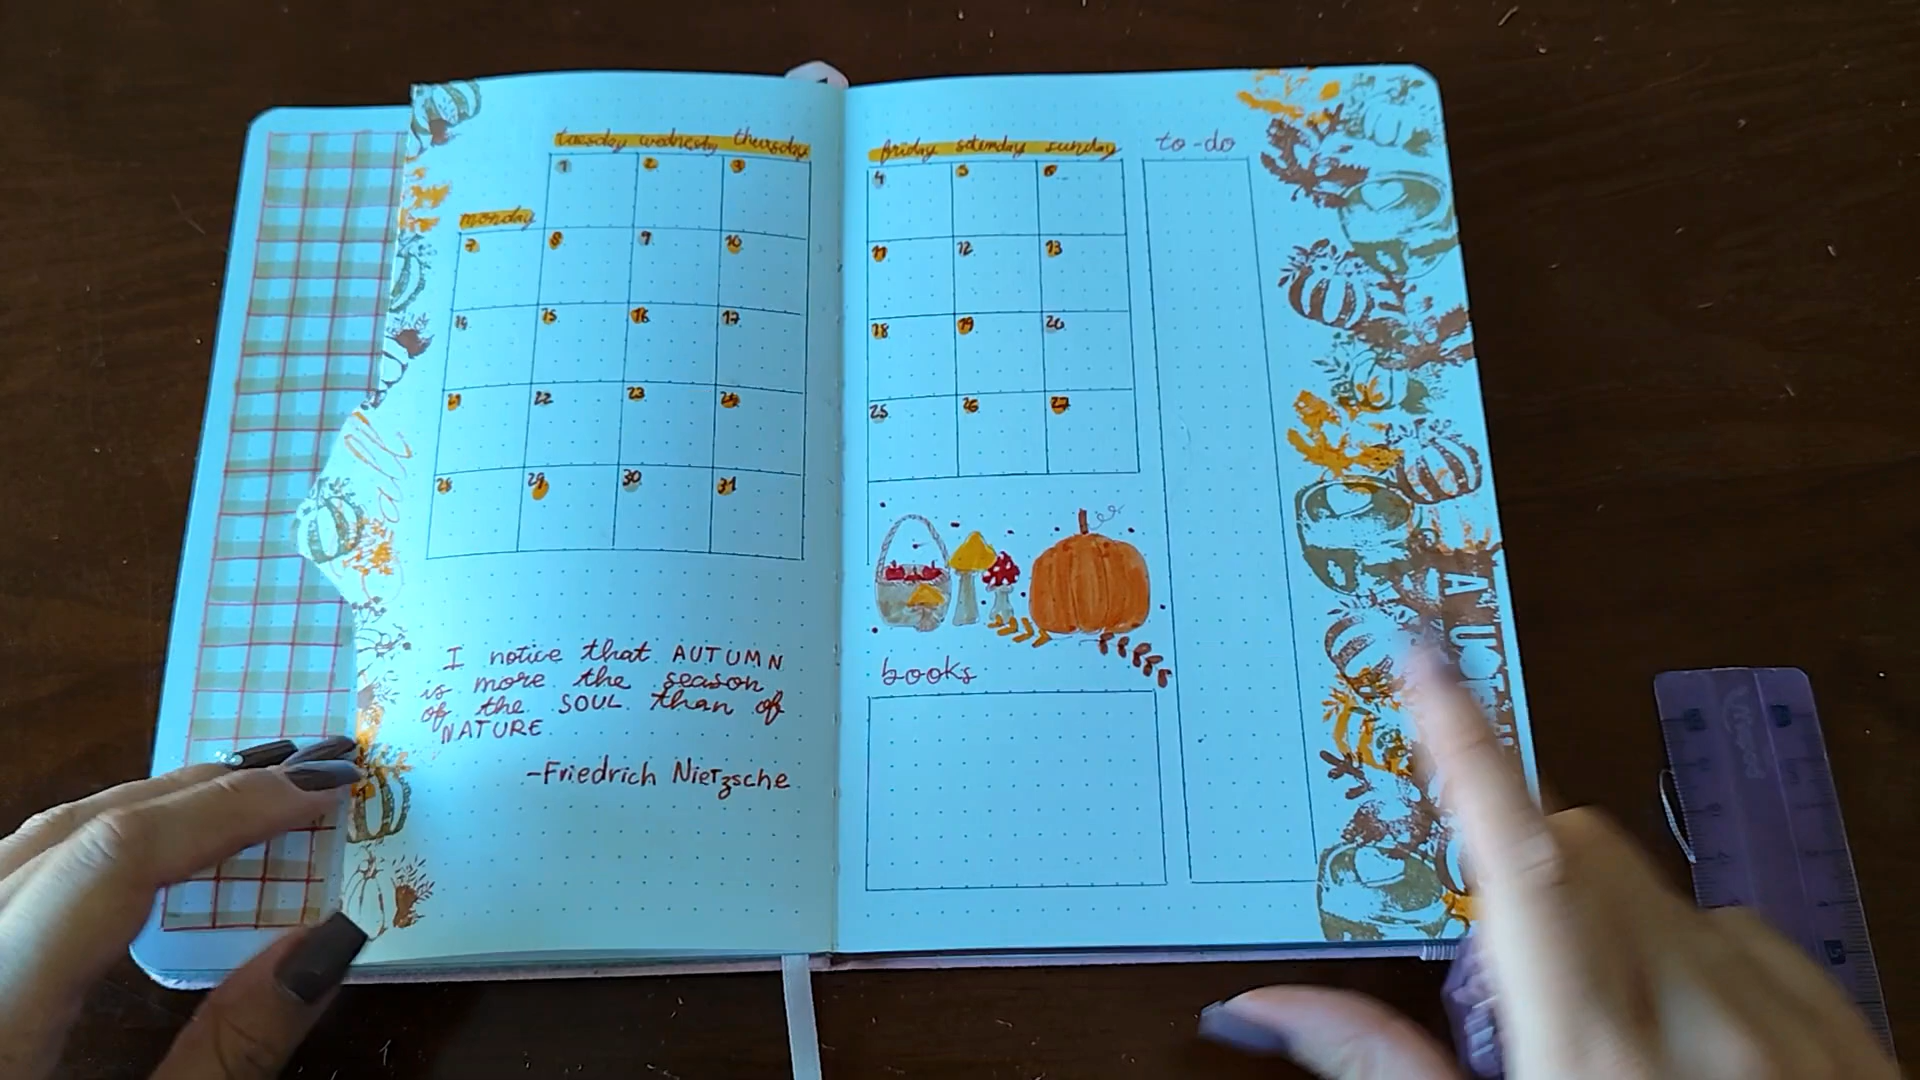 tuesday wednesdy thursday
1 2 3
monday
7 8 9 10
14 15 16 17
21 22 23 24
28 29 30 31
fall
I notice that AUTUMN
is more the season
of the SOUL than of
NATURE
-Friedrich Nietzsche
friday saturday sunday
4 5 6
11 12 13
18 19 20
25 26 27
to-do
books